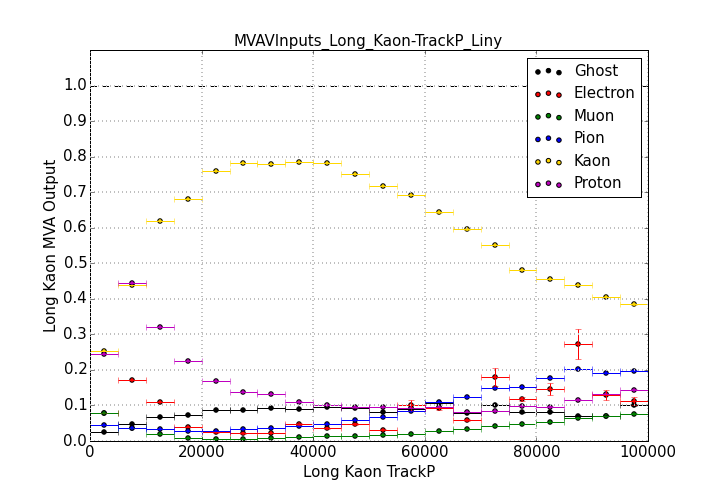 MVAVInputs_Long_Kaon-TrackP_Liny
Long Kaon MVA Output
1.0
0.9
0.8
0.7
0.6
0.5
0.4
0.3
0.2
0.1
0.0
Ghost
Electron
Muon
Pion
Kaon
Proton
0 20000 40000 60000 80000 100000
Long Kaon TrackP